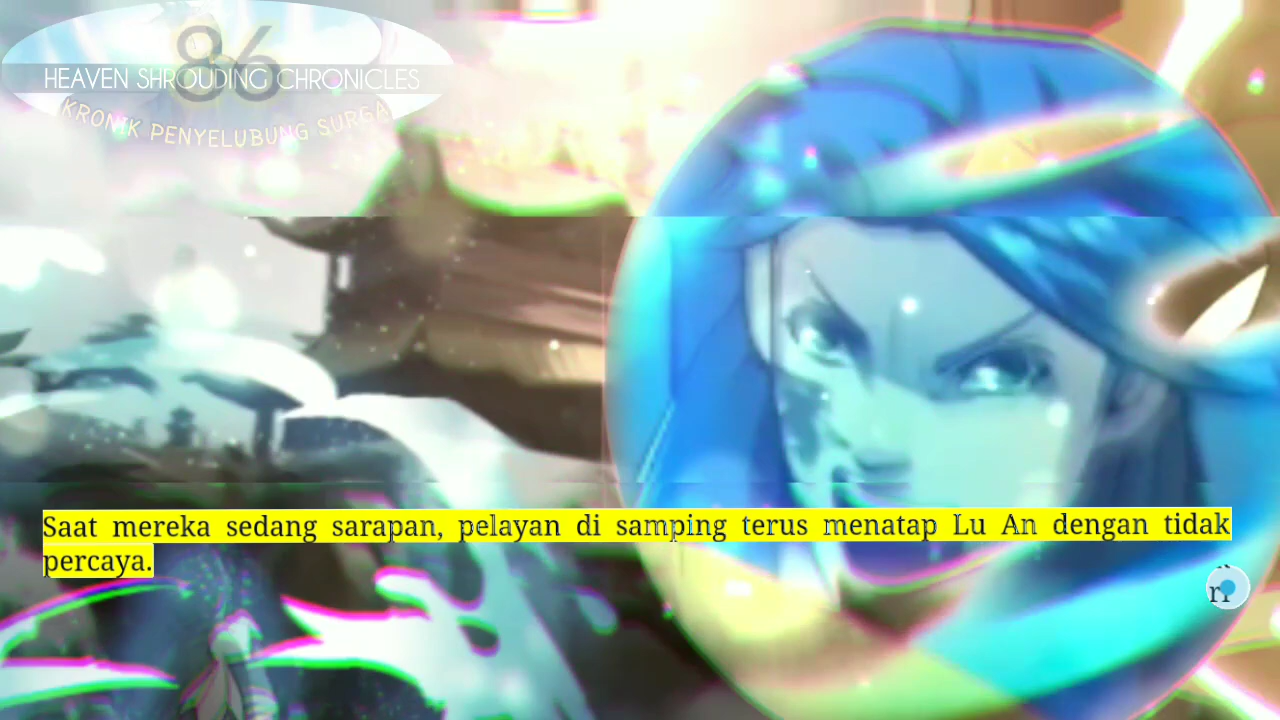 86
HEAVEN SHROUDING CHRONICLES
KRONIK PENYELUBUNG SURGA
Saat mereka sedang sarapan, pelayan di samping terus menatap Lu An dengan tidak
percaya.